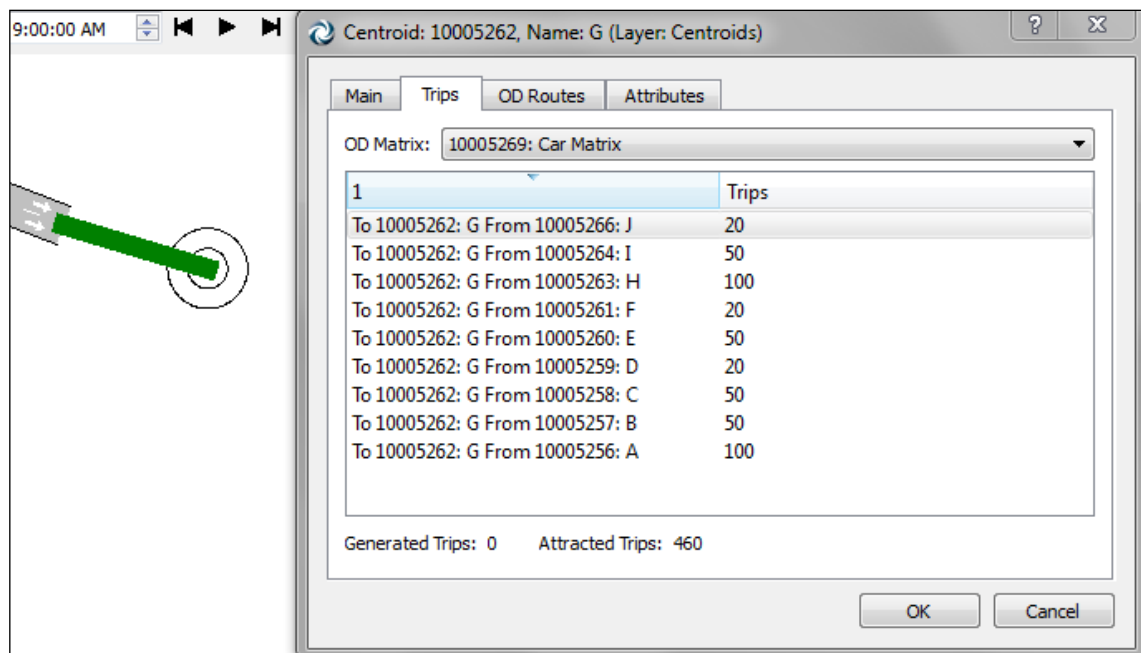 9:00:00 AM
Centroid: 10005262, Name: G (Layer: Centroids)
Main Trips OD Routes Attributes
OD Matrix: 10005269: Car Matrix
1 Trips
To 10005262: G From 10005266: J 20
To 10005262: G From 10005264: I 50
To 10005262: G From 10005263: H 100
To 10005262: G From 10005261: F 20
To 10005262: G From 10005260: E 50
To 10005262: G From 10005259: D 20
To 10005262: G From 10005258: C 50
To 10005262: G From 10005257: B 50
To 10005262: G From 10005256: A 100
Generated Trips: 0 Attracted Trips: 460
OK Cancel